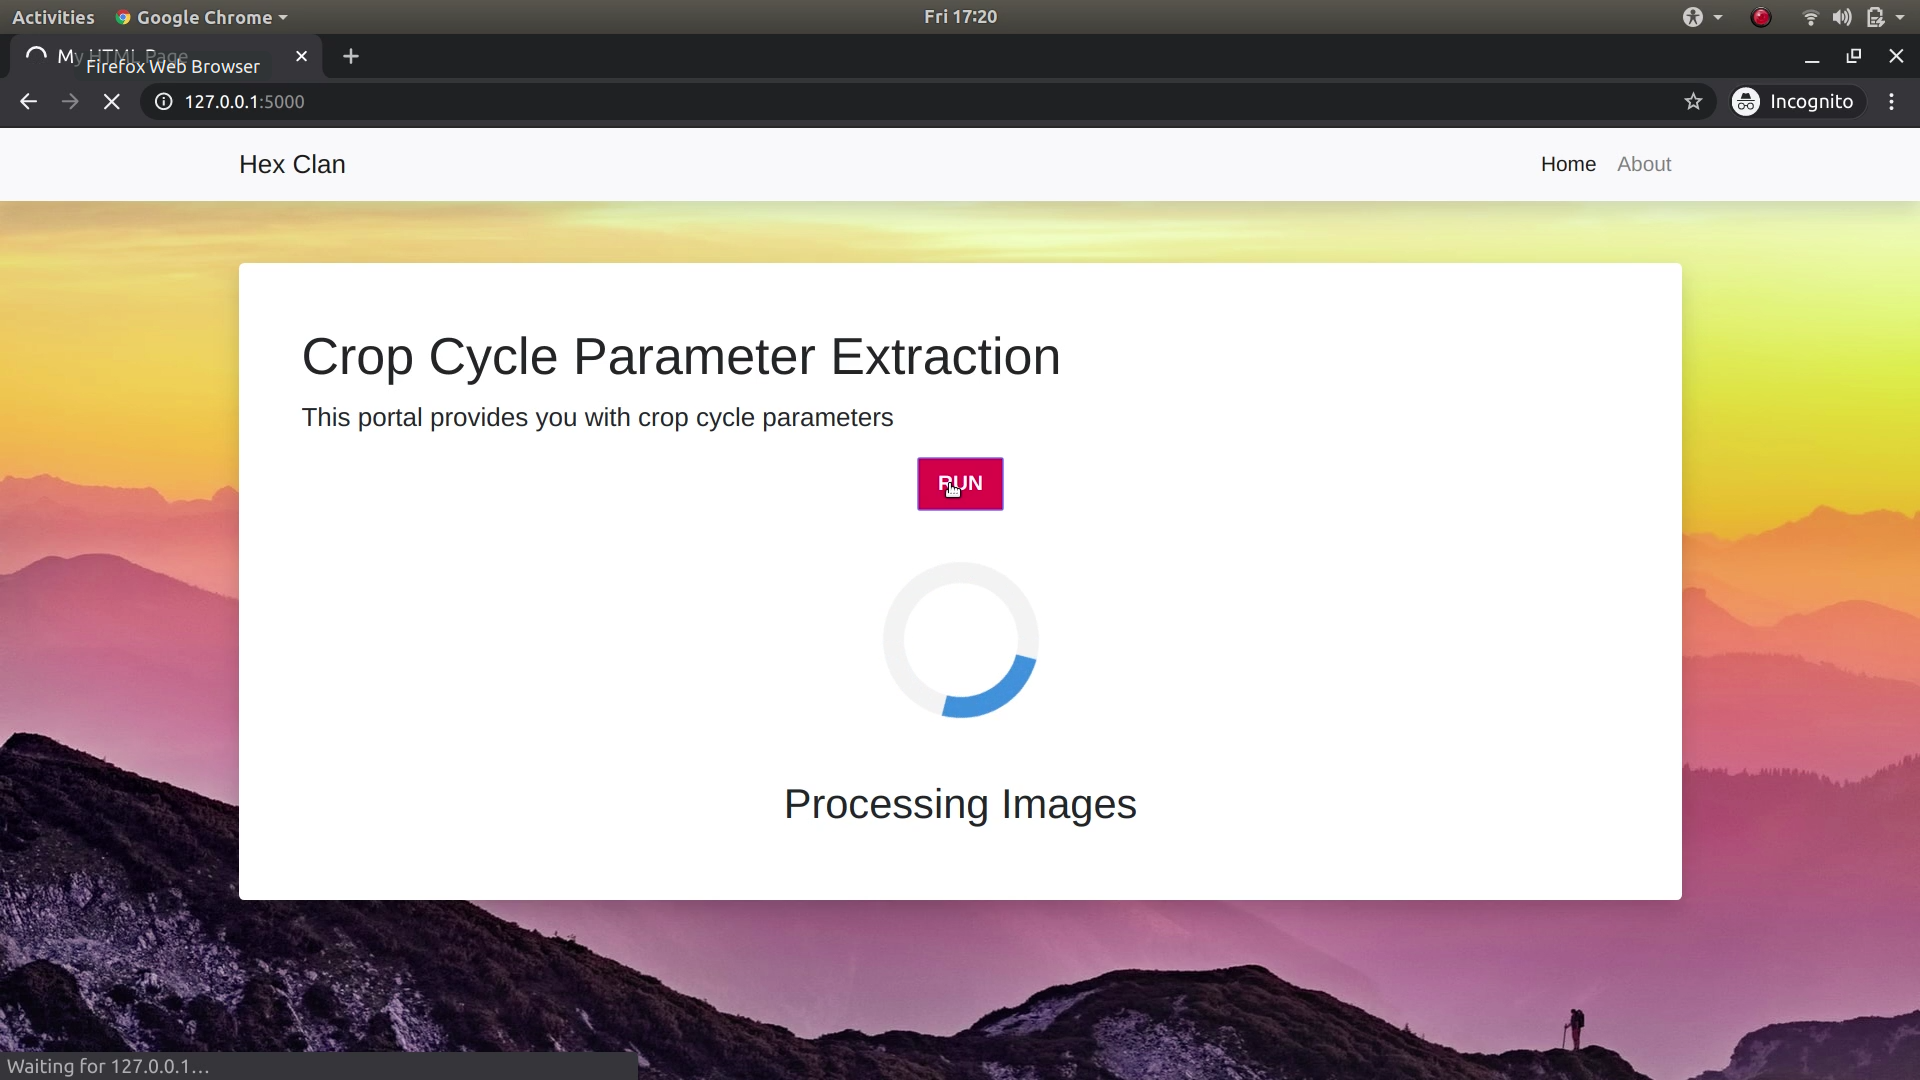 Activities Google Chrome Fri 17:20
My HTML Page
Firefox Web Browser
127.0.0.1:5000 Incognito
Hex Clan Home About
Crop Cycle Parameter Extraction
This portal provides you with crop cycle parameters
RUN
Processing Images
Waiting for 127.0.0.1...